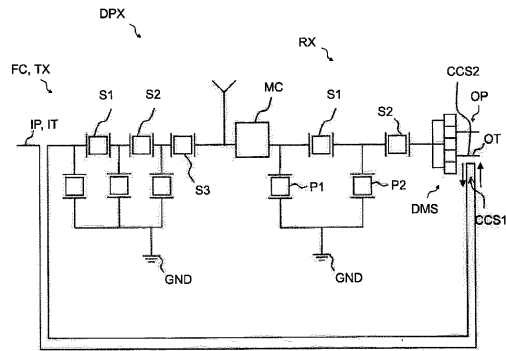 DPX
RX
FC, TX
S1
S2
MC
S1
S2
CCS2
OP
IP, IT
OT
S3
P1
P2
DMS
CCS1
GND
GND